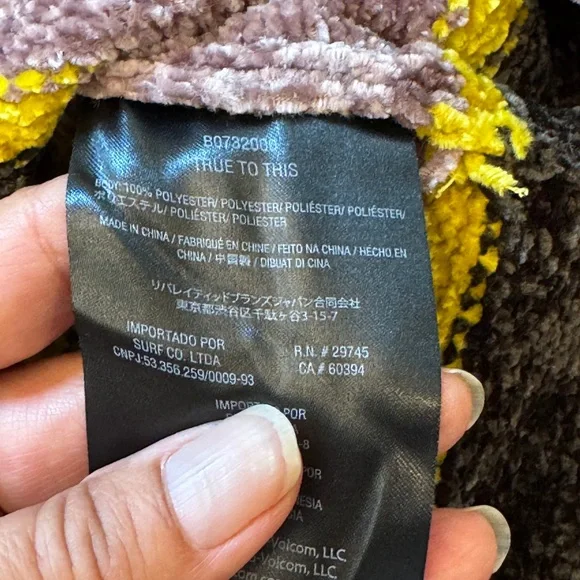 B0732000
TRUE TO THIS
Body: 100% POLYESTER/ POLYESTER/ POLIÉSTER/ POLIÉSTER/
ポリエステル/ POLIÉSTER/ POLIESTER
MADE IN CHINA / FABRIQUÉ EN CHINE / FEITO NA CHINA / HECHO EN
CHINA / 中国製 / DIBUAT DI CINA
リバレイティッドブランズジャパン合同会社
東京都渋谷区千駄ヶ谷3-15-7
IMPORTADO POR
SURF CO. LTDA
CNPJ:53.356.259/0009-93
R.N. # 29745
CA # 60394
POR
-8
POR
Volcom, LLC.
-Volcom, LLC.